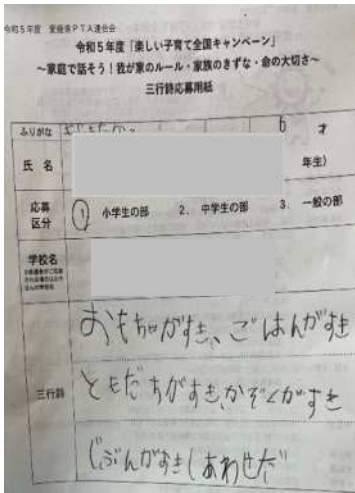 令和5年度 愛媛県PTA連合会
令和5年度「楽しい子育て全国キャンペーン」
～家庭で話そう！我が家のルール・家族のきずな・命の大切さ～
三行詩応募用紙
ふりがな
6 才
氏 名
年生）
応募
区分
1 小学生の部 2. 中学生の部 3. 一般の部
学校名
三行詩
おもちゃがすき、ごはんがすき
ともだちがすき、かぞくがすき
じぶんがすきしあわせだ